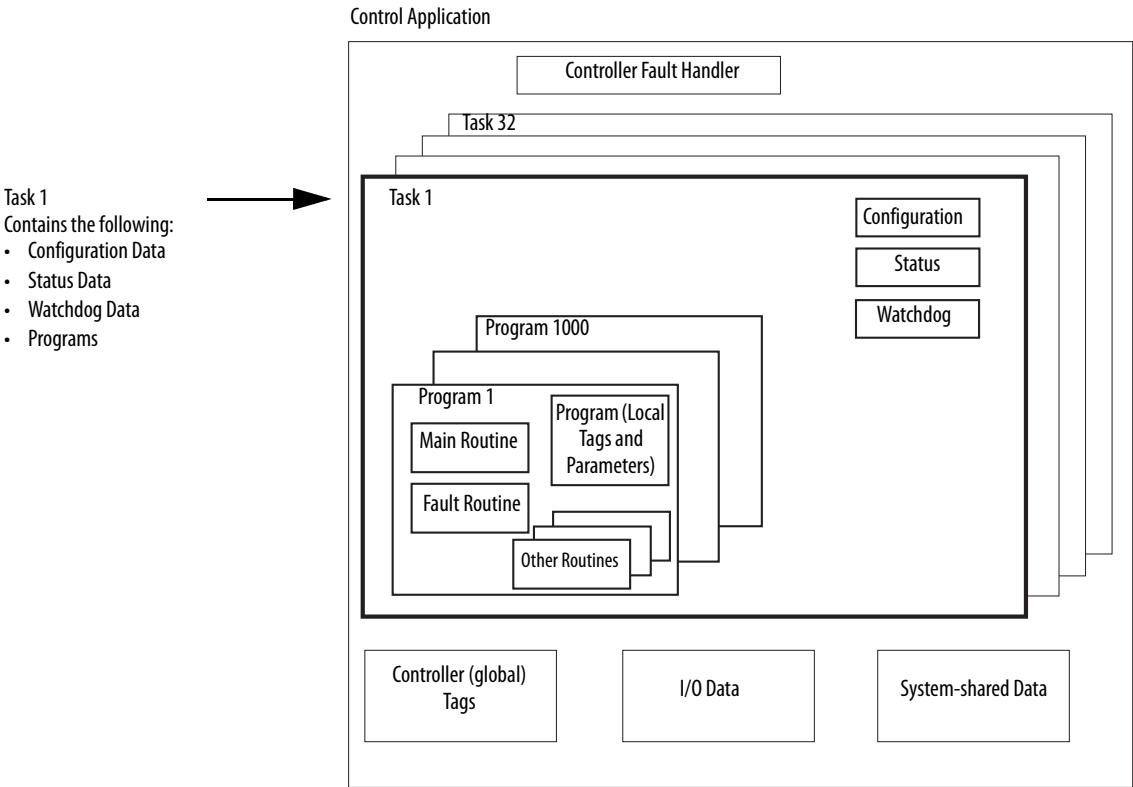 Control Application
Controller Fault Handler
Task 32
Task 1
Contains the following:
• Configuration Data
• Status Data
• Watchdog Data
• Programs
Task 1
Configuration
Status
Watchdog
Program 1000
Program 1
Main Routine
Fault Routine
Program (Local
Tags and
Parameters)
Other Routines
Controller (global)
Tags
I/O Data
System-shared Data